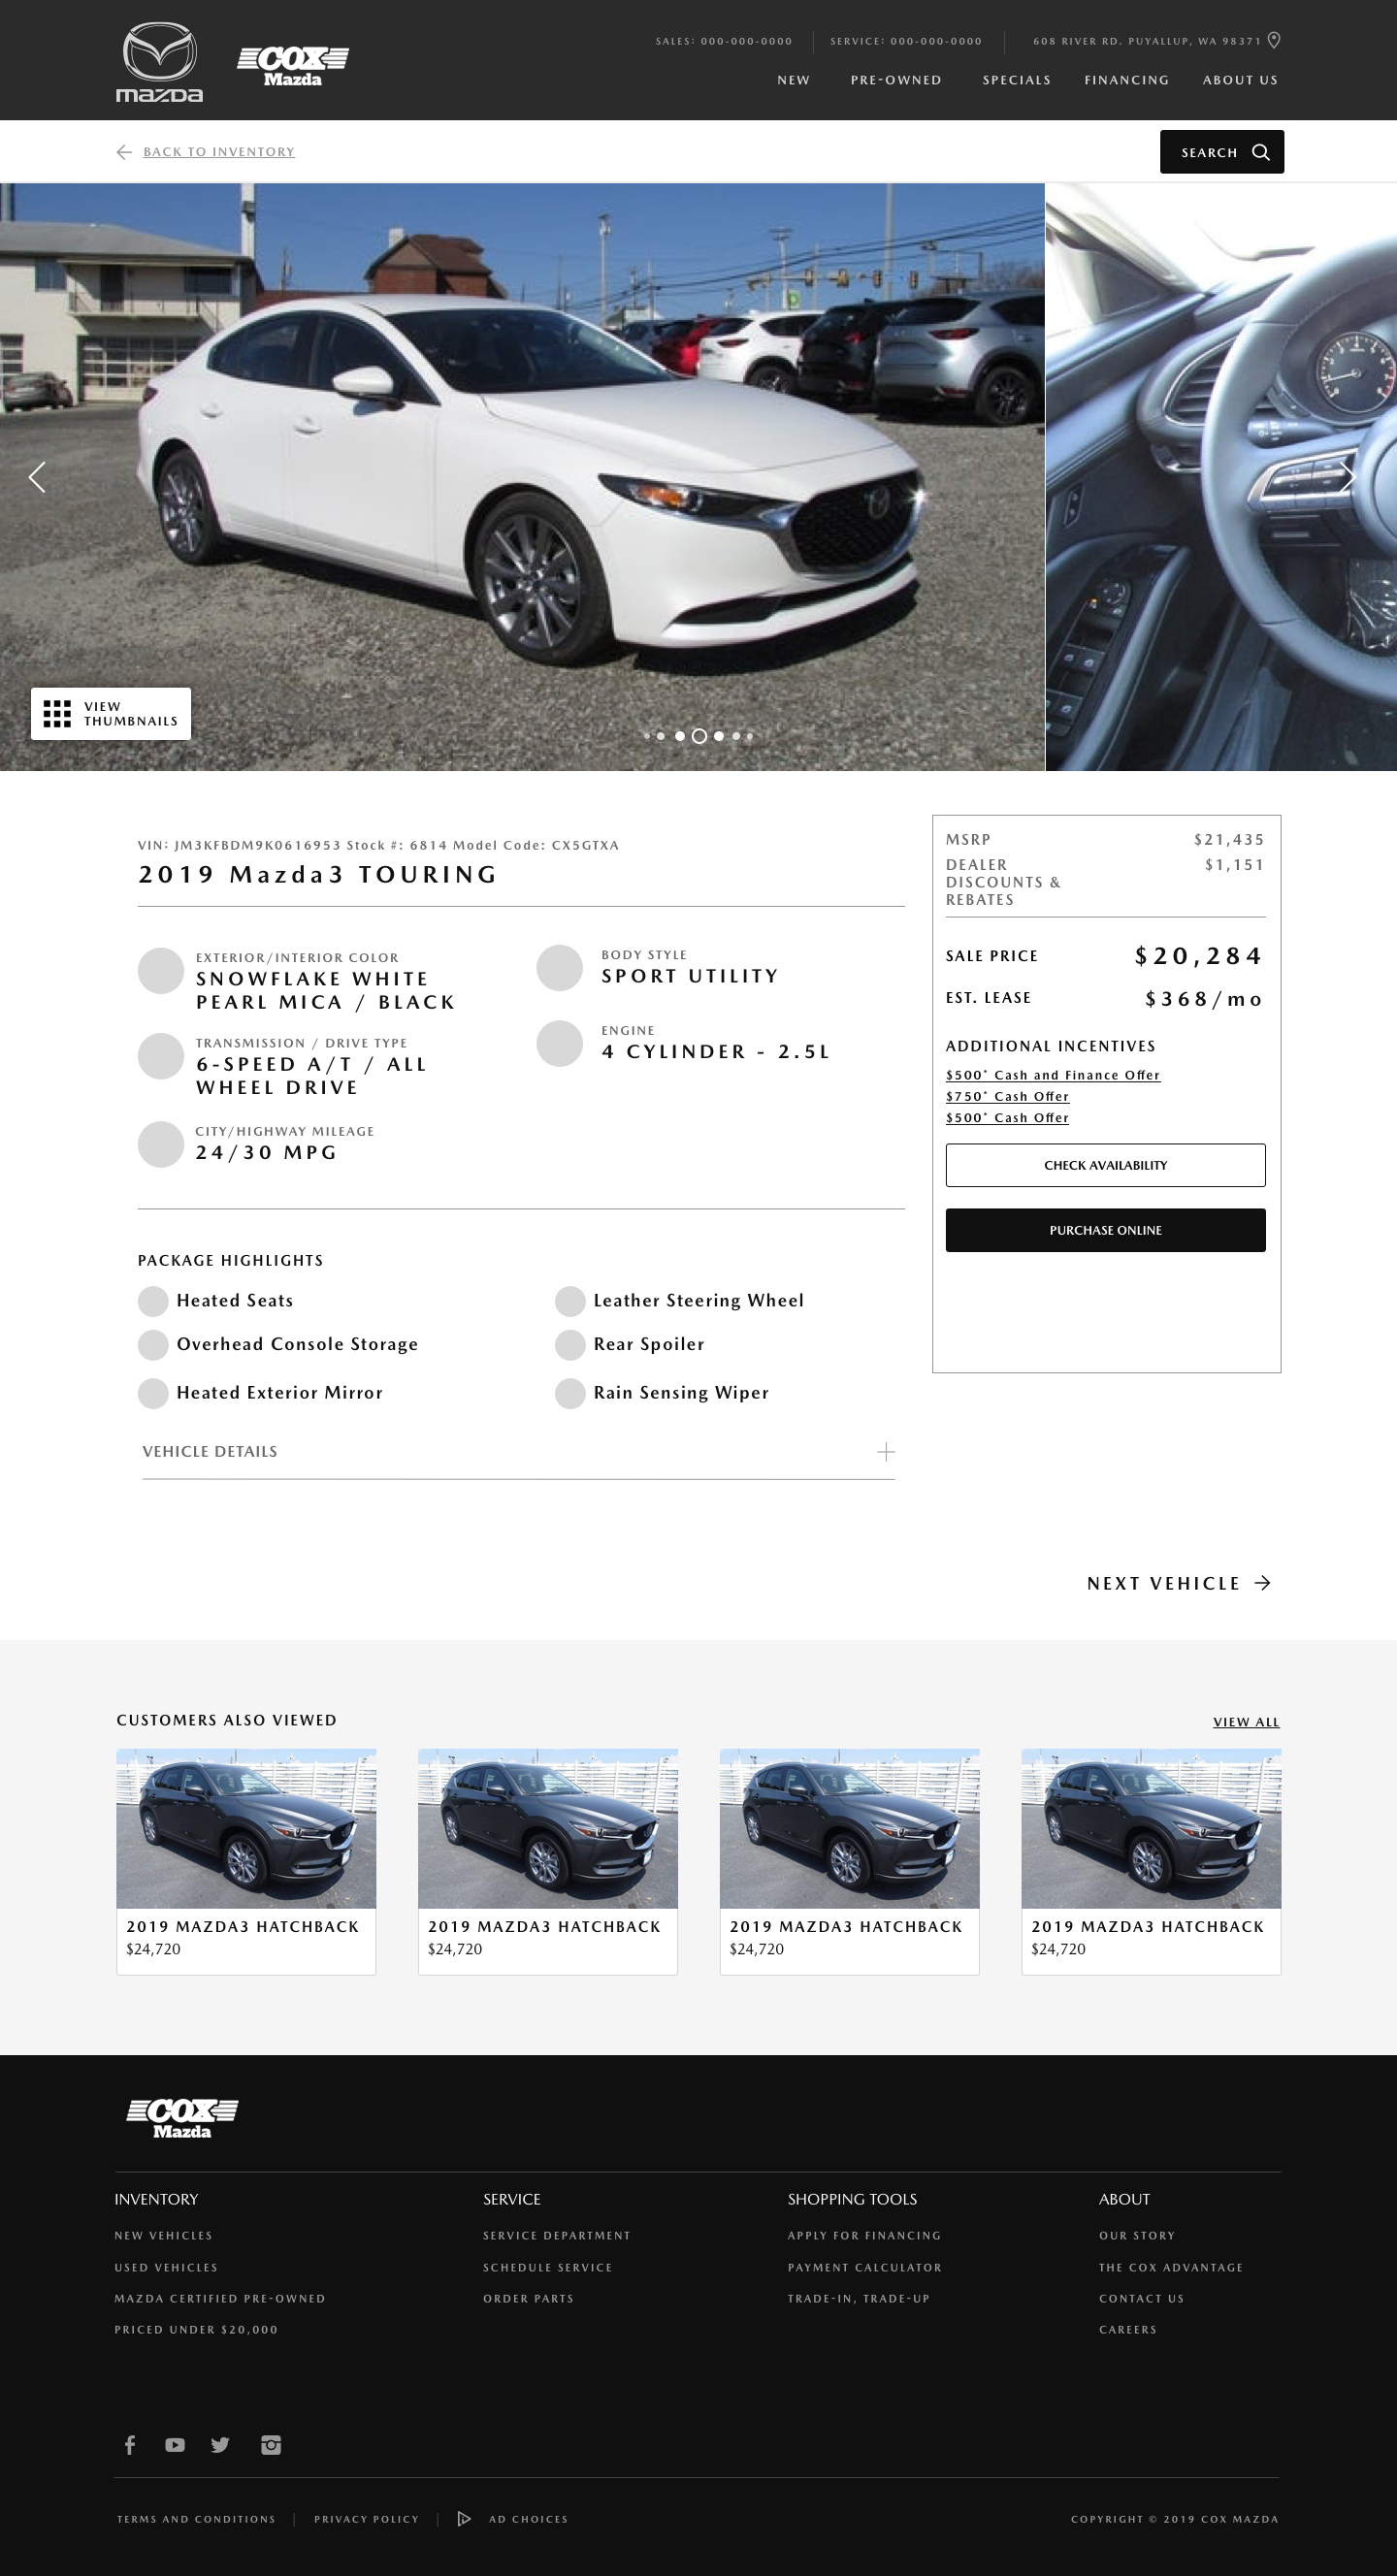 mazda
COX
Mazda
SALES: 000-000-0000
SERVICE: 000-000-0000
608 RIVER RD. PUYALLUP, WA 98371
NEW
PRE-OWNED
SPECIALS
FINANCING
ABOUT US
BACK TO INVENTORY
SEARCH
VIEW
THUMBNAILS
VIN: JM3KFBDM9K0616953 Stock #: 6814 Model Code: CX5GTXA
2019 Mazda3 TOURING
EXTERIOR/INTERIOR COLOR
SNOWFLAKE WHITE
PEARL MICA / BLACK
TRANSMISSION / DRIVE TYPE
6-SPEED A/T / ALL
WHEEL DRIVE
CITY/HIGHWAY MILEAGE
24/30 MPG
BODY STYLE
SPORT UTILITY
ENGINE
4 CYLINDER - 2.5L
PACKAGE HIGHLIGHTS
Heated Seats
Leather Steering Wheel
Overhead Console Storage
Rear Spoiler
Heated Exterior Mirror
Rain Sensing Wiper
VEHICLE DETAILS
MSRP $21,435
DEALER $1,151
DISCOUNTS &
REBATES
SALE PRICE $20,284
EST. LEASE $368/mo
ADDITIONAL INCENTIVES
$500* Cash and Finance Offer
$750* Cash Offer
$500* Cash Offer
CHECK AVAILABILITY
PURCHASE ONLINE
NEXT VEHICLE
CUSTOMERS ALSO VIEWED
VIEW ALL
2019 MAZDA3 HATCHBACK
$24,720
2019 MAZDA3 HATCHBACK
$24,720
2019 MAZDA3 HATCHBACK
$24,720
2019 MAZDA3 HATCHBACK
$24,720
COX
Mazda
INVENTORY
NEW VEHICLES
USED VEHICLES
MAZDA CERTIFIED PRE-OWNED
PRICED UNDER $20,000
SERVICE
SERVICE DEPARTMENT
SCHEDULE SERVICE
ORDER PARTS
SHOPPING TOOLS
APPLY FOR FINANCING
PAYMENT CALCULATOR
TRADE-IN, TRADE-UP
ABOUT
OUR STORY
THE COX ADVANTAGE
CONTACT US
CAREERS
TERMS AND CONDITIONS
PRIVACY POLICY
AD CHOICES
COPYRIGHT © 2019 COX MAZDA